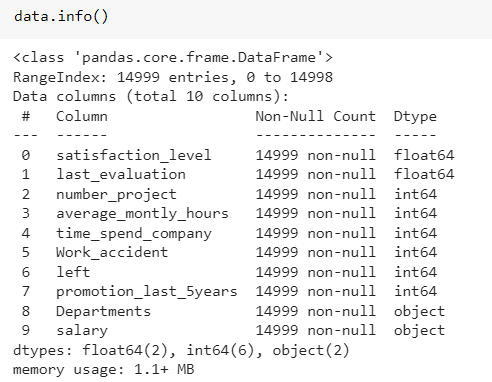 data.info()
<class 'pandas.core.frame.DataFrame'>
RangeIndex: 14999 entries, 0 to 14998
Data columns (total 10 columns):
 #   Column                 Non-Null Count  Dtype
---  ------                 --------------  -----
 0   satisfaction_level     14999 non-null  float64
 1   last_evaluation        14999 non-null  float64
 2   number_project         14999 non-null  int64
 3   average_montly_hours   14999 non-null  int64
 4   time_spend_company     14999 non-null  int64
 5   Work_accident          14999 non-null  int64
 6   left                   14999 non-null  int64
 7   promotion_last_5years  14999 non-null  int64
 8   Departments            14999 non-null  object
 9   salary                 14999 non-null  object
dtypes: float64(2), int64(6), object(2)
memory usage: 1.1+ MB